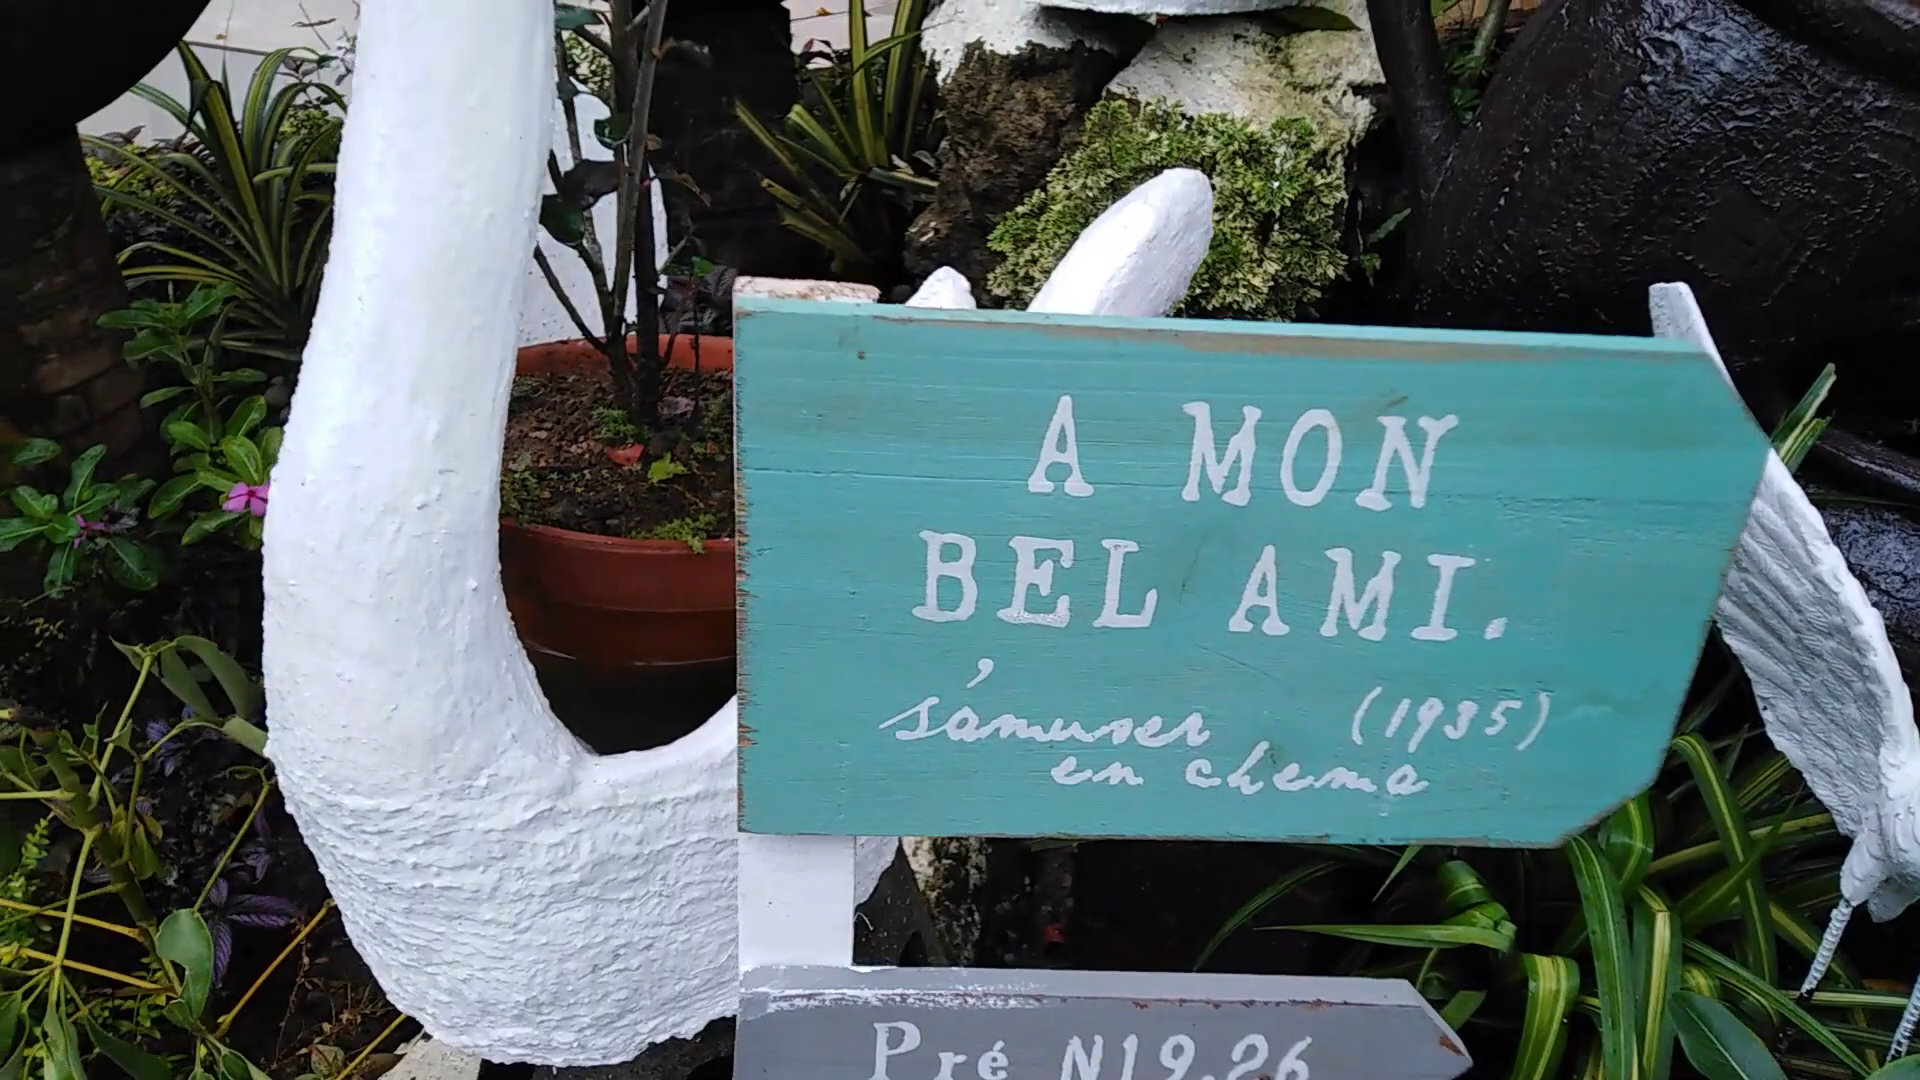 A MON
BEL AMI.
s'amuser (1935)
en chema
Pré N19.26